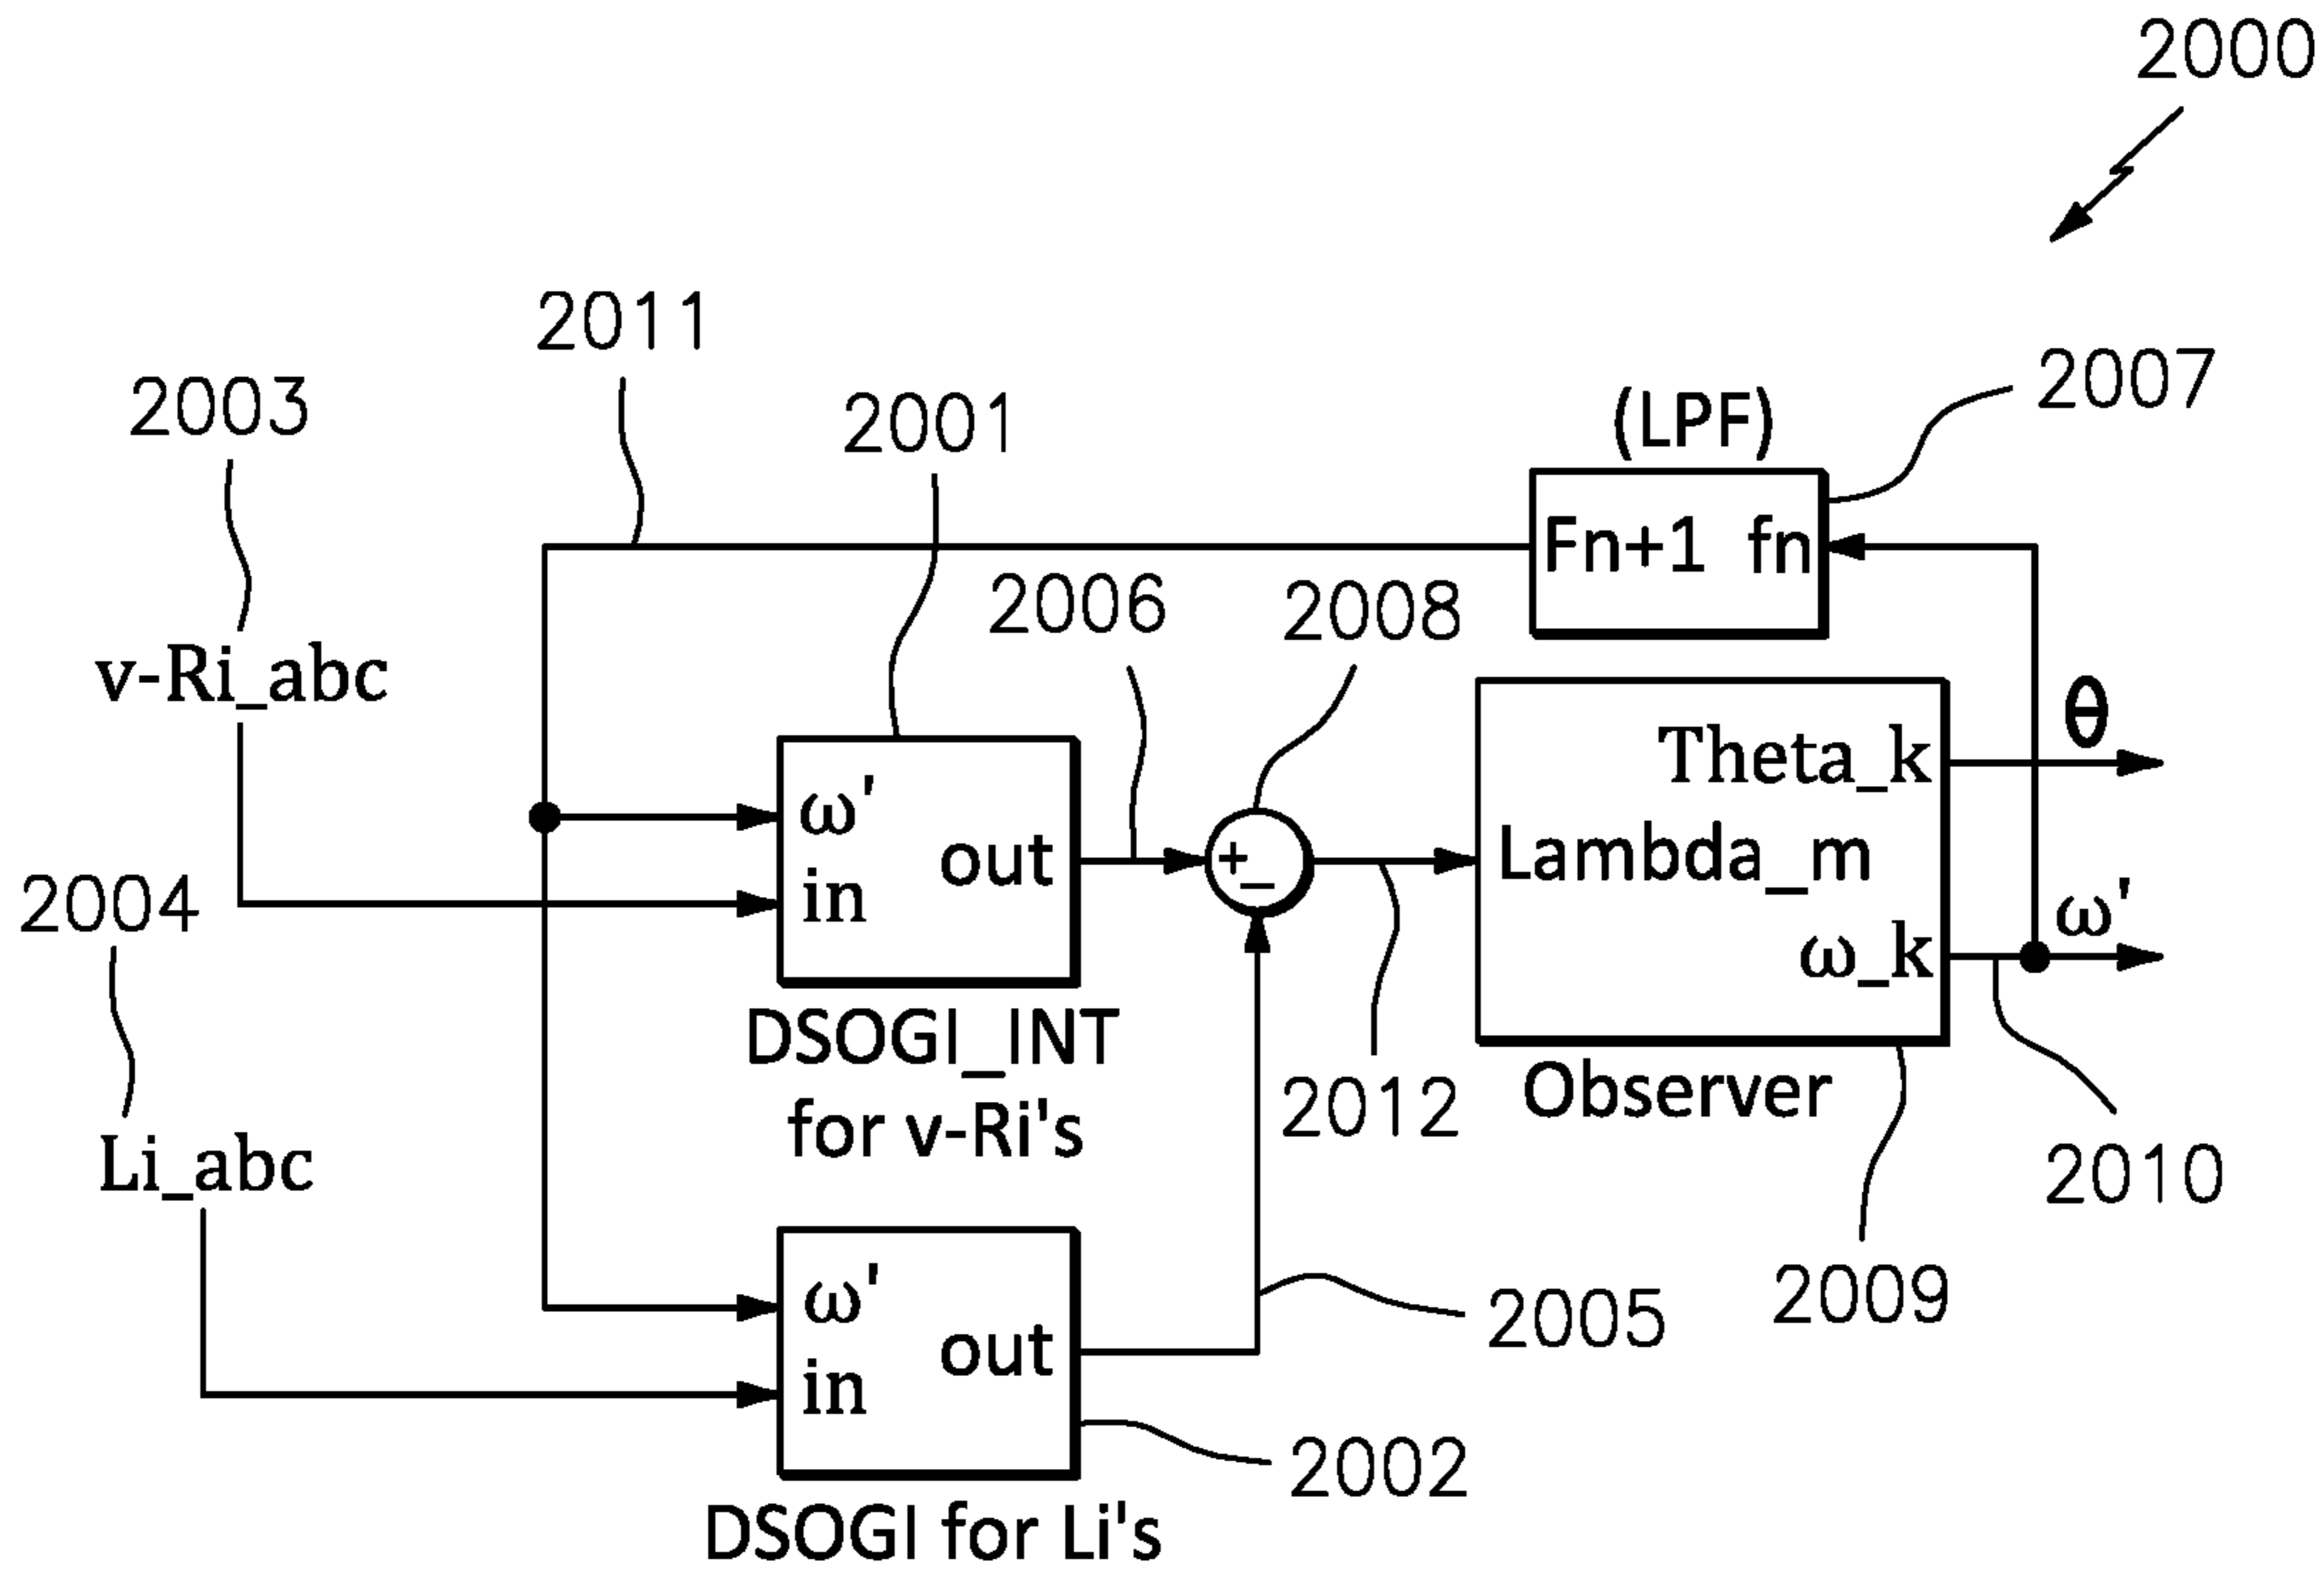 2000
2011
2007
2003
2001
(LPF)
Fn+1 fn
2006
2008
v-Ri_abc
θ
Theta_k
ω'
in
out
+
−
Lambda_m
ω'
ω_k
2004
DSOGI_INT
for v-Ri's
2012
Observer
2010
Li_abc
2009
2005
ω'
in
out
2002
DSOGI for Li's